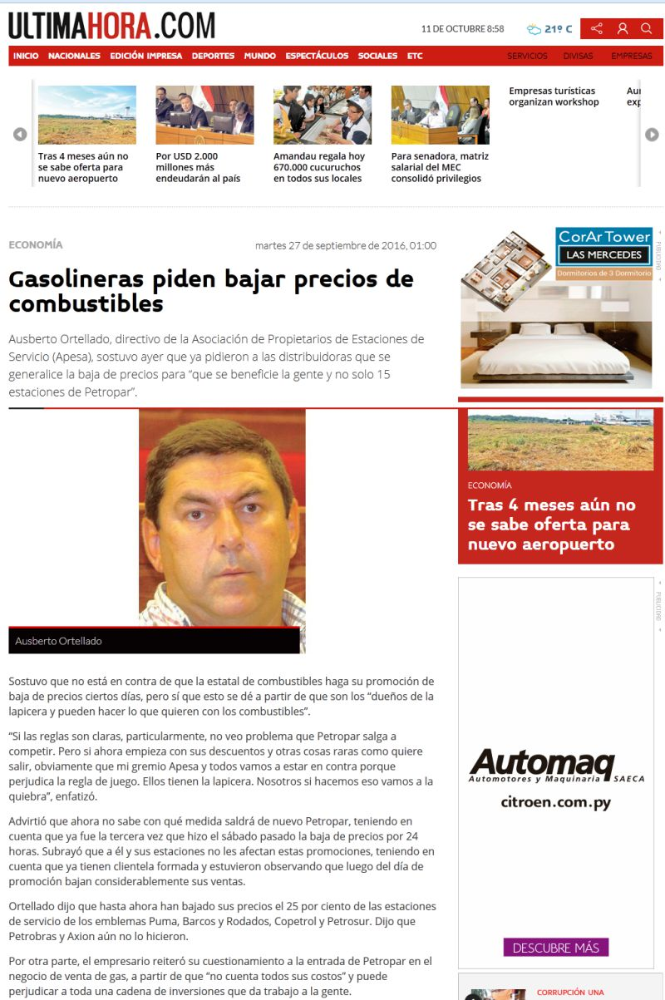 ULTIMAHORA.COM
11 DE OCTUBRE 8:58
21º C
INICIO NACIONALES EDICIÓN IMPRESA DEPORTES MUNDO ESPECTÁCULOS SOCIALES ETC
SERVICIOS DIVISAS EMPRESAS
Tras 4 meses aún no
se sabe oferta para
nuevo aeropuerto
Por USD 2.000
millones más
endeudarán al país
Amandau regala hoy
670.000 cucuruchos
en todos sus locales
Para senadora, matriz
salarial del MEC
consolidó privilegios
Empresas turísticas
organizan workshop
Aur
exp
ECONOMÍA
martes 27 de septiembre de 2016, 01:00
Gasolineras piden bajar precios de
combustibles
Ausberto Ortellado, directivo de la Asociación de Propietarios de Estaciones de
Servicio (Apesa), sostuvo ayer que ya pidieron a las distribuidoras que se
generalice la baja de precios para “que se beneficie la gente y no solo 15
estaciones de Petropar”.
Ausberto Ortellado
Sostuvo que no está en contra de que la estatal de combustibles haga su promoción de
baja de precios ciertos días, pero sí que esto se dé a partir de que son los “dueños de la
lapicera y pueden hacer lo que quieren con los combustibles”.
“Si las reglas son claras, particularmente, no veo problema que Petropar salga a
competir. Pero si ahora empieza con sus descuentos y otras cosas raras como quiere
salir, obviamente que mi gremio Apesa y todos vamos a estar en contra porque
perjudica la regla de juego. Ellos tienen la lapicera. Nosotros si hacemos eso vamos a la
quiebra”, enfatizó.
Advirtió que ahora no sabe con qué medida saldrá de nuevo Petropar, teniendo en
cuenta que ya fue la tercera vez que hizo el sábado pasado la baja de precios por 24
horas. Subrayó que a él y sus estaciones no les afectan estas promociones, teniendo en
cuenta que ya tienen clientela formada y estuvieron observando que luego del día de
promoción bajan considerablemente sus ventas.
Ortellado dijo que hasta ahora han bajado sus precios el 25 por ciento de las estaciones
de servicio de los emblemas Puma, Barcos y Rodados, Copetrol y Petrosur. Dijo que
Petrobras y Axion aún no lo hicieron.
Por otra parte, el empresario reiteró su cuestionamiento a la entrada de Petropar en el
negocio de venta de gas, a partir de que “no cuenta todos sus costos” y puede
perjudicar a toda una cadena de inversiones que da trabajo a la gente.
CorAr Tower
LAS MERCEDES
Dormitorios de 3 Dormitorio
PUBLICIDAD
ECONOMÍA
Tras 4 meses aún no
se sabe oferta para
nuevo aeropuerto
PUBLICIDAD
Automaq
Automotores y Maquinaria SAECA
citroen.com.py
DESCUBRE MÁS
CORRUPCIÓN UNA